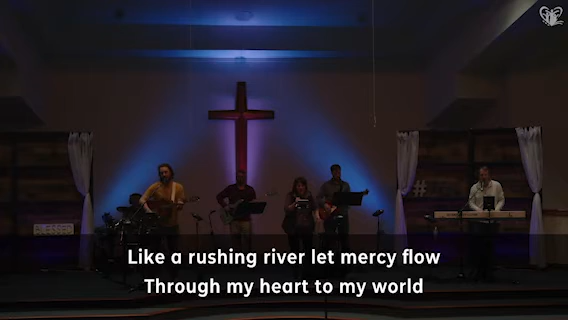 Like a rushing river let mercy flow
Through my heart to my world